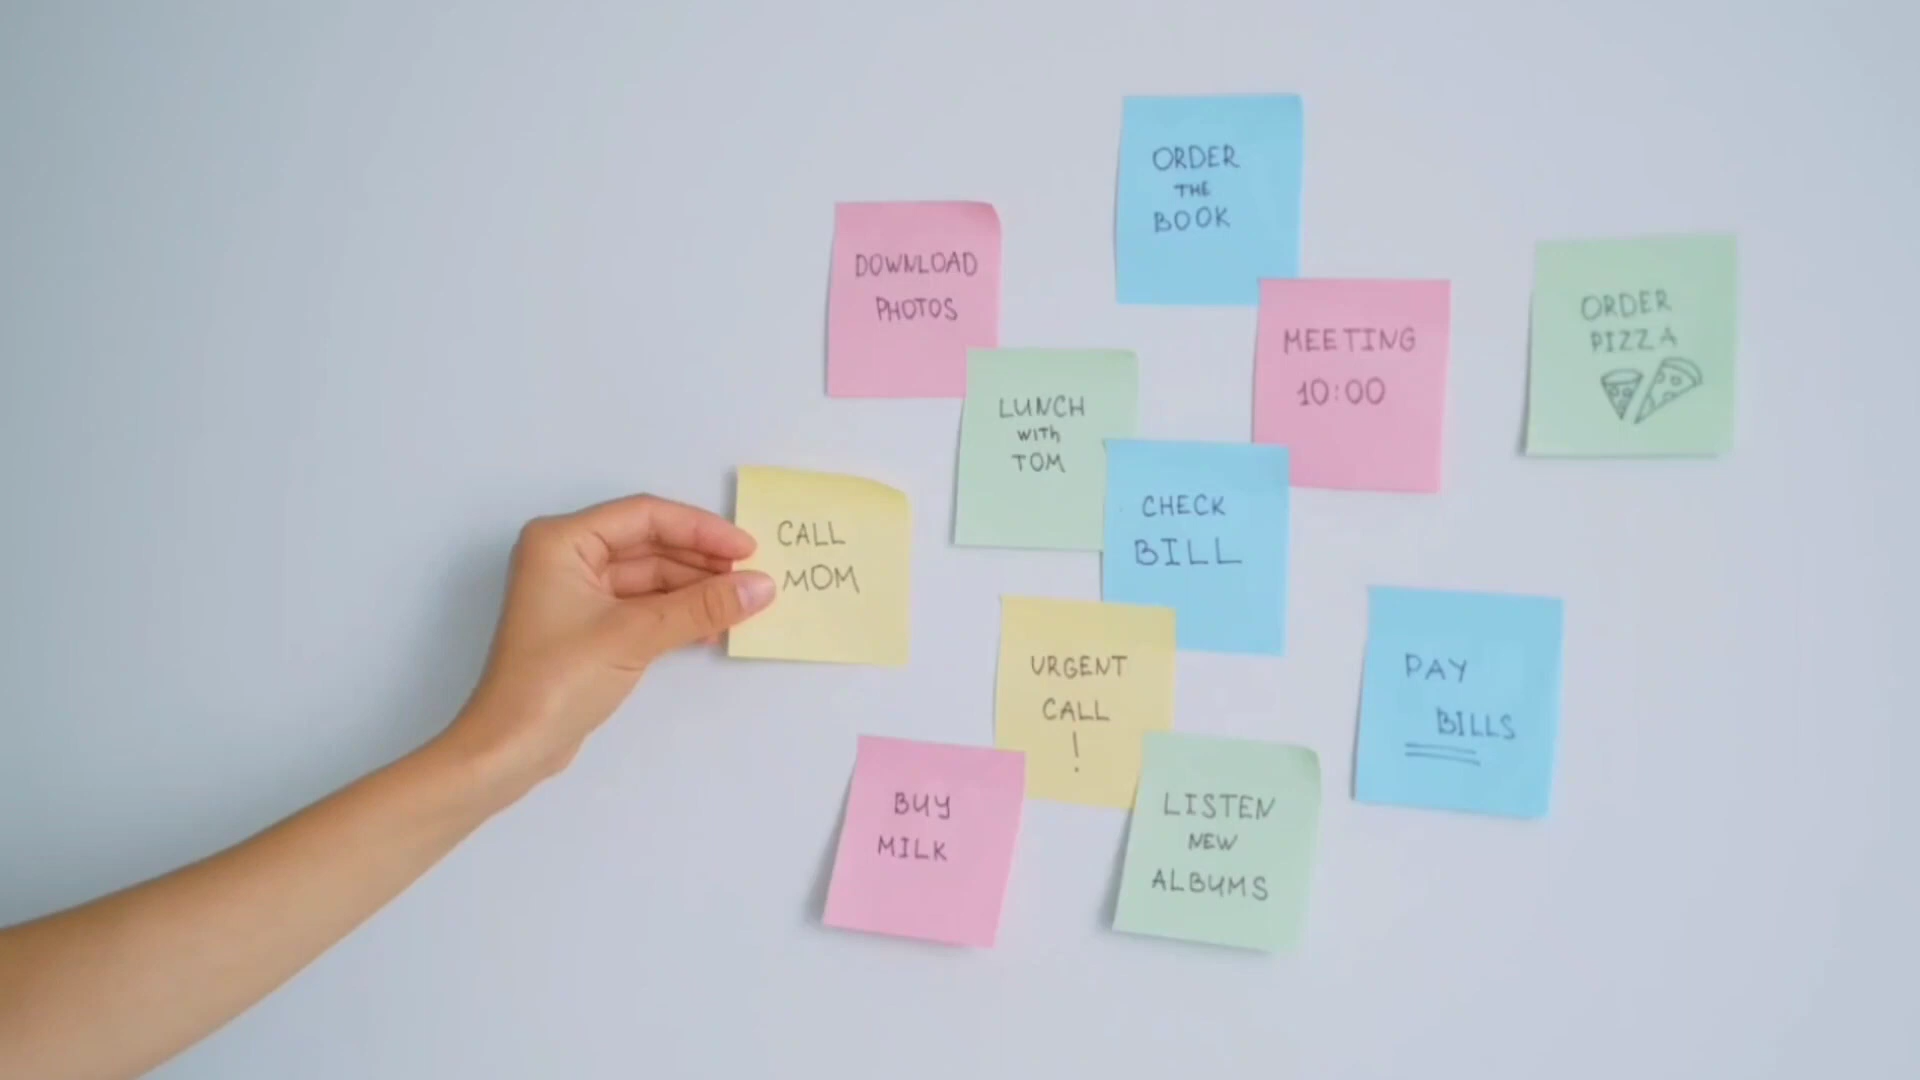 ORDER
THE
BOOK
DOWNLOAD
PHOTOS
MEETING
10:00
ORDER
PIZZA
LUNCH
with
TOM
CALL
MOM
CHECK
BILL
URGENT
CALL
!
PAY
BILLS
BUY
MILK
LISTEN
NEW
ALBUMS